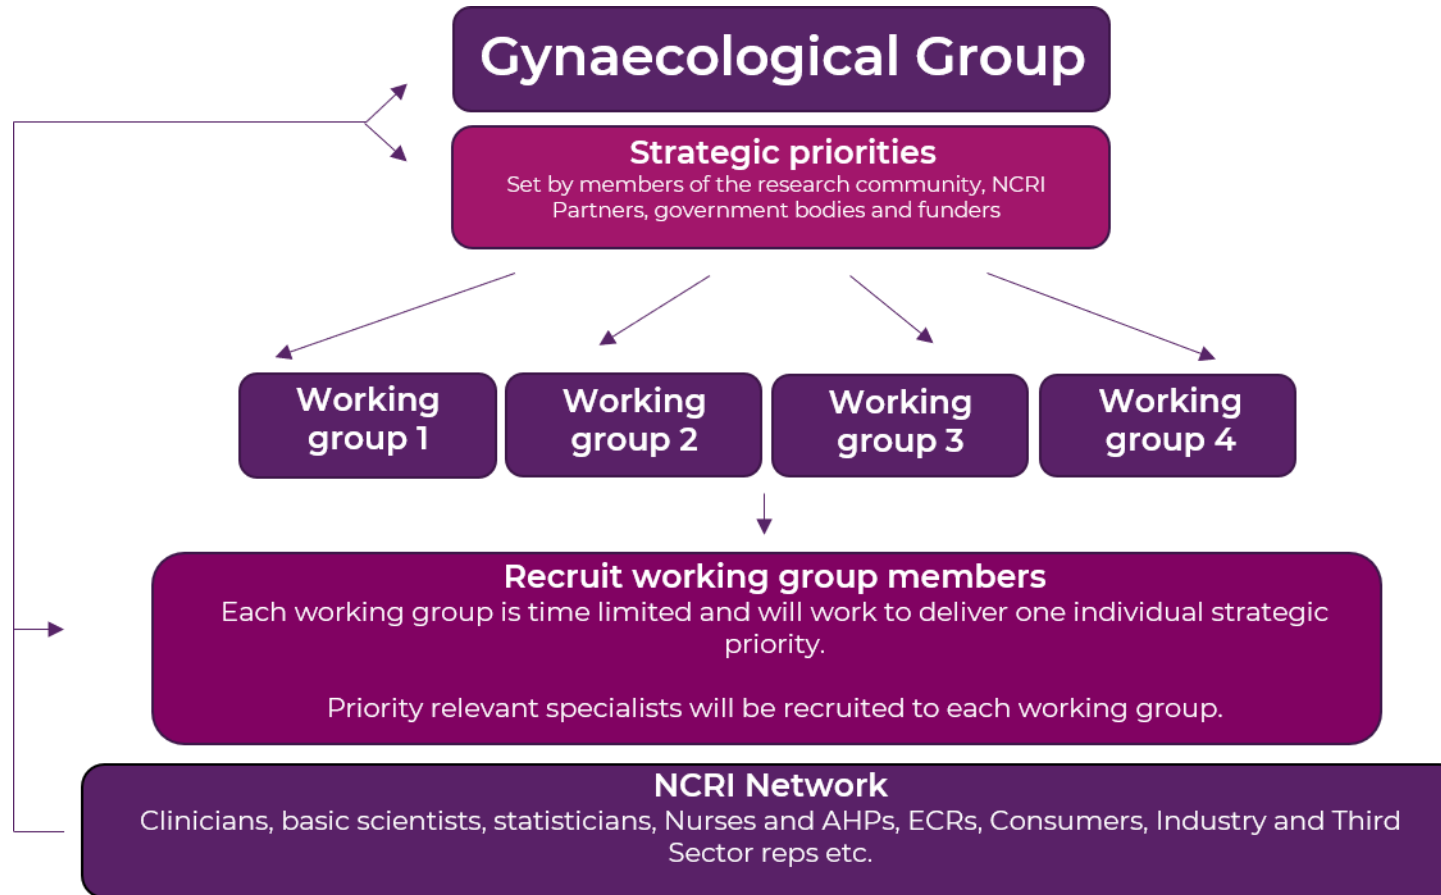 Gynaecological Group
Strategic priorities
Set by members of the research community, NCRI
Partners, government bodies and funders
Working
group 1
Working
group 2
Working
group 3
Working
group 4
Recruit working group members
Each working group is time limited and will work to deliver one individual strategic
priority.
Priority relevant specialists will be recruited to each working group.
NCRI Network
Clinicians, basic scientists, statisticians, Nurses and AHPs, ECRs, Consumers, Industry and Third
Sector reps etc.